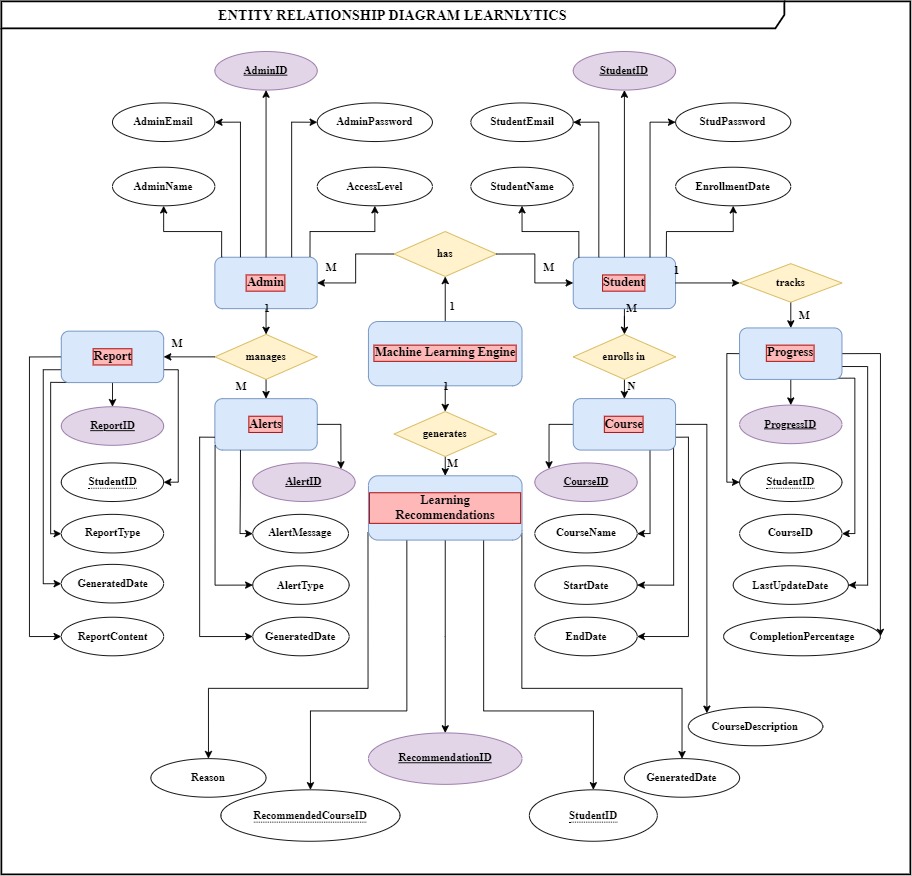 ENTITY RELATIONSHIP DIAGRAM LEARNLYTICS
AdminID
StudentID
AdminEmail
AdminPassword
StudentEmail
StudPassword
AdminName
AccessLevel
StudentName
EnrollmentDate
has
M
M
Admin
Student
1
tracks
1
1
M
M
Machine Learning Engine
Progress
Report
M
manages
enrolls in
M
1
N
Alerts
generates
Course
ReportID
ProgressID
M
StudentID
AlertID
Learning
Recommendations
CourseID
StudentID
ReportType
AlertMessage
CourseName
CourseID
GeneratedDate
AlertType
StartDate
LastUpdateDate
ReportContent
GeneratedDate
EndDate
CompletionPercentage
CourseDescription
RecommendationID
Reason
GeneratedDate
RecommendedCourseID
StudentID